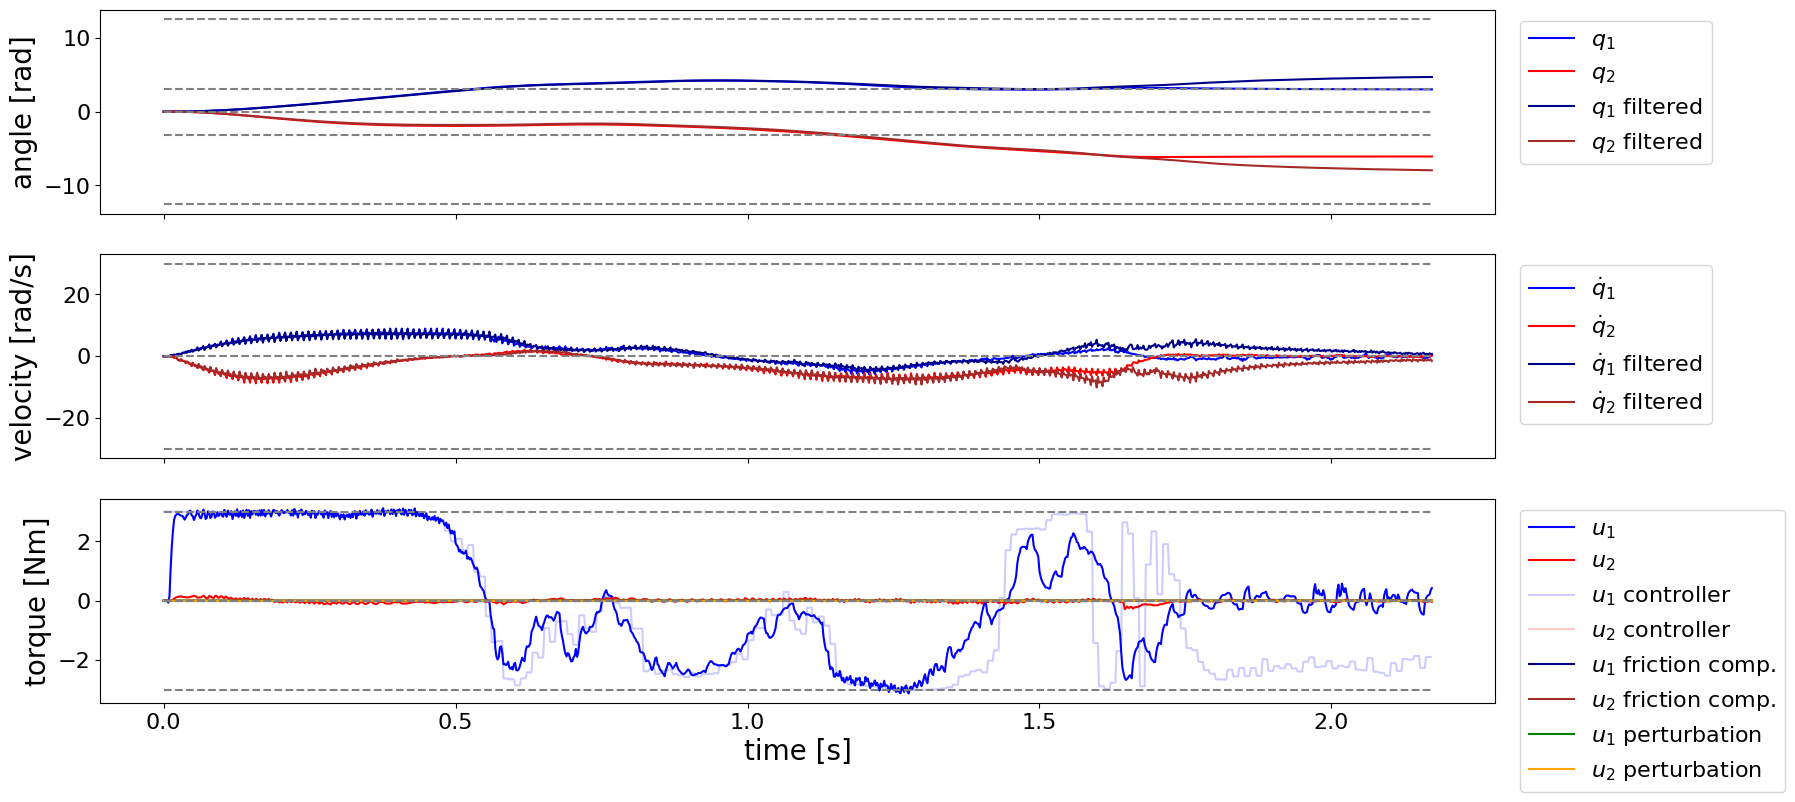 angle [rad]
10
0
−10
q₁
q₂
q₁ filtered
q₂ filtered
velocity [rad/s]
20
0
−20
q̇₁
q̇₂
q̇₁ filtered
q̇₂ filtered
torque [Nm]
2
0
−2
0.0 0.5 1.0 1.5 2.0
time [s]
u₁
u₂
u₁ controller
u₂ controller
u₁ friction comp.
u₂ friction comp.
u₁ perturbation
u₂ perturbation